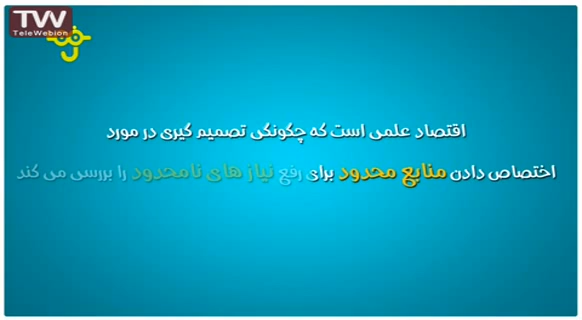 TW
TeleWebion
اقتصاد علمی است که چگونگی تصمیم گیری در مورد
اختصاص دادن منابع محدود برای رفع نیاز های نامحدود را بررسی می کند